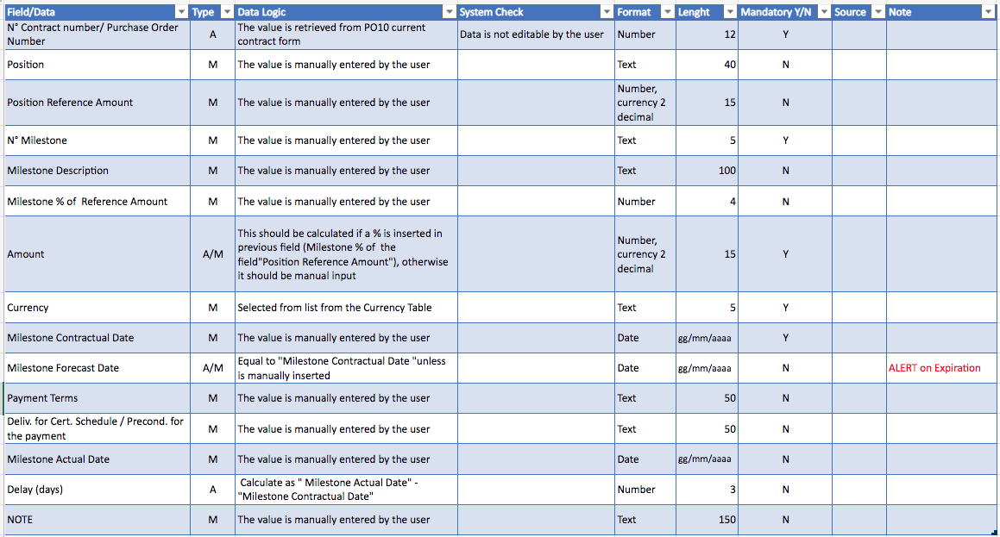 Field/Data Type Data Logic System Check Format Lenght Mandatory Y/N Source Note
N° Contract number/ Purchase Order
Number
A
The value is retrieved from PO10 current
contract form
Data is not editable by the user
Number
12
Y
Position M The value is manually entered by the user Text 40 N
Position Reference Amount M The value is manually entered by the user
Number,
currency 2
decimal
15
N
N° Milestone M The value is manually entered by the user Text 5 Y
Milestone Description M The value is manually entered by the user Text 100 N
Milestone % of Reference Amount M The value is manually entered by the user Number 4 N
Amount A/M
This should be calculated if a % is inserted in
previous field (Milestone % of the
field"Position Reference Amount"), otherwise
it should be manual input
Number,
currency 2
decimal
15
Y
Currency M Selected from list from the Currency Table Text 5 Y
Milestone Contractual Date M The value is manually entered by the user Date gg/mm/aaaa Y
Milestone Forecast Date A/M
Equal to "Milestone Contractual Date "unless
is manually inserted
Date gg/mm/aaaa N ALERT on Expiration
Payment Terms M The value is manually entered by the user Text 50 N
Deliv. for Cert. Schedule / Precond. for
the payment
M The value is manually entered by the user Text 50 N
Milestone Actual Date M The value is manually entered by the user Date gg/mm/aaaa N
Delay (days) A
Calculate as " Milestone Actual Date" -
"Milestone Contractual Date"
Number 3 N
NOTE M The value is manually entered by the user Text 150 N